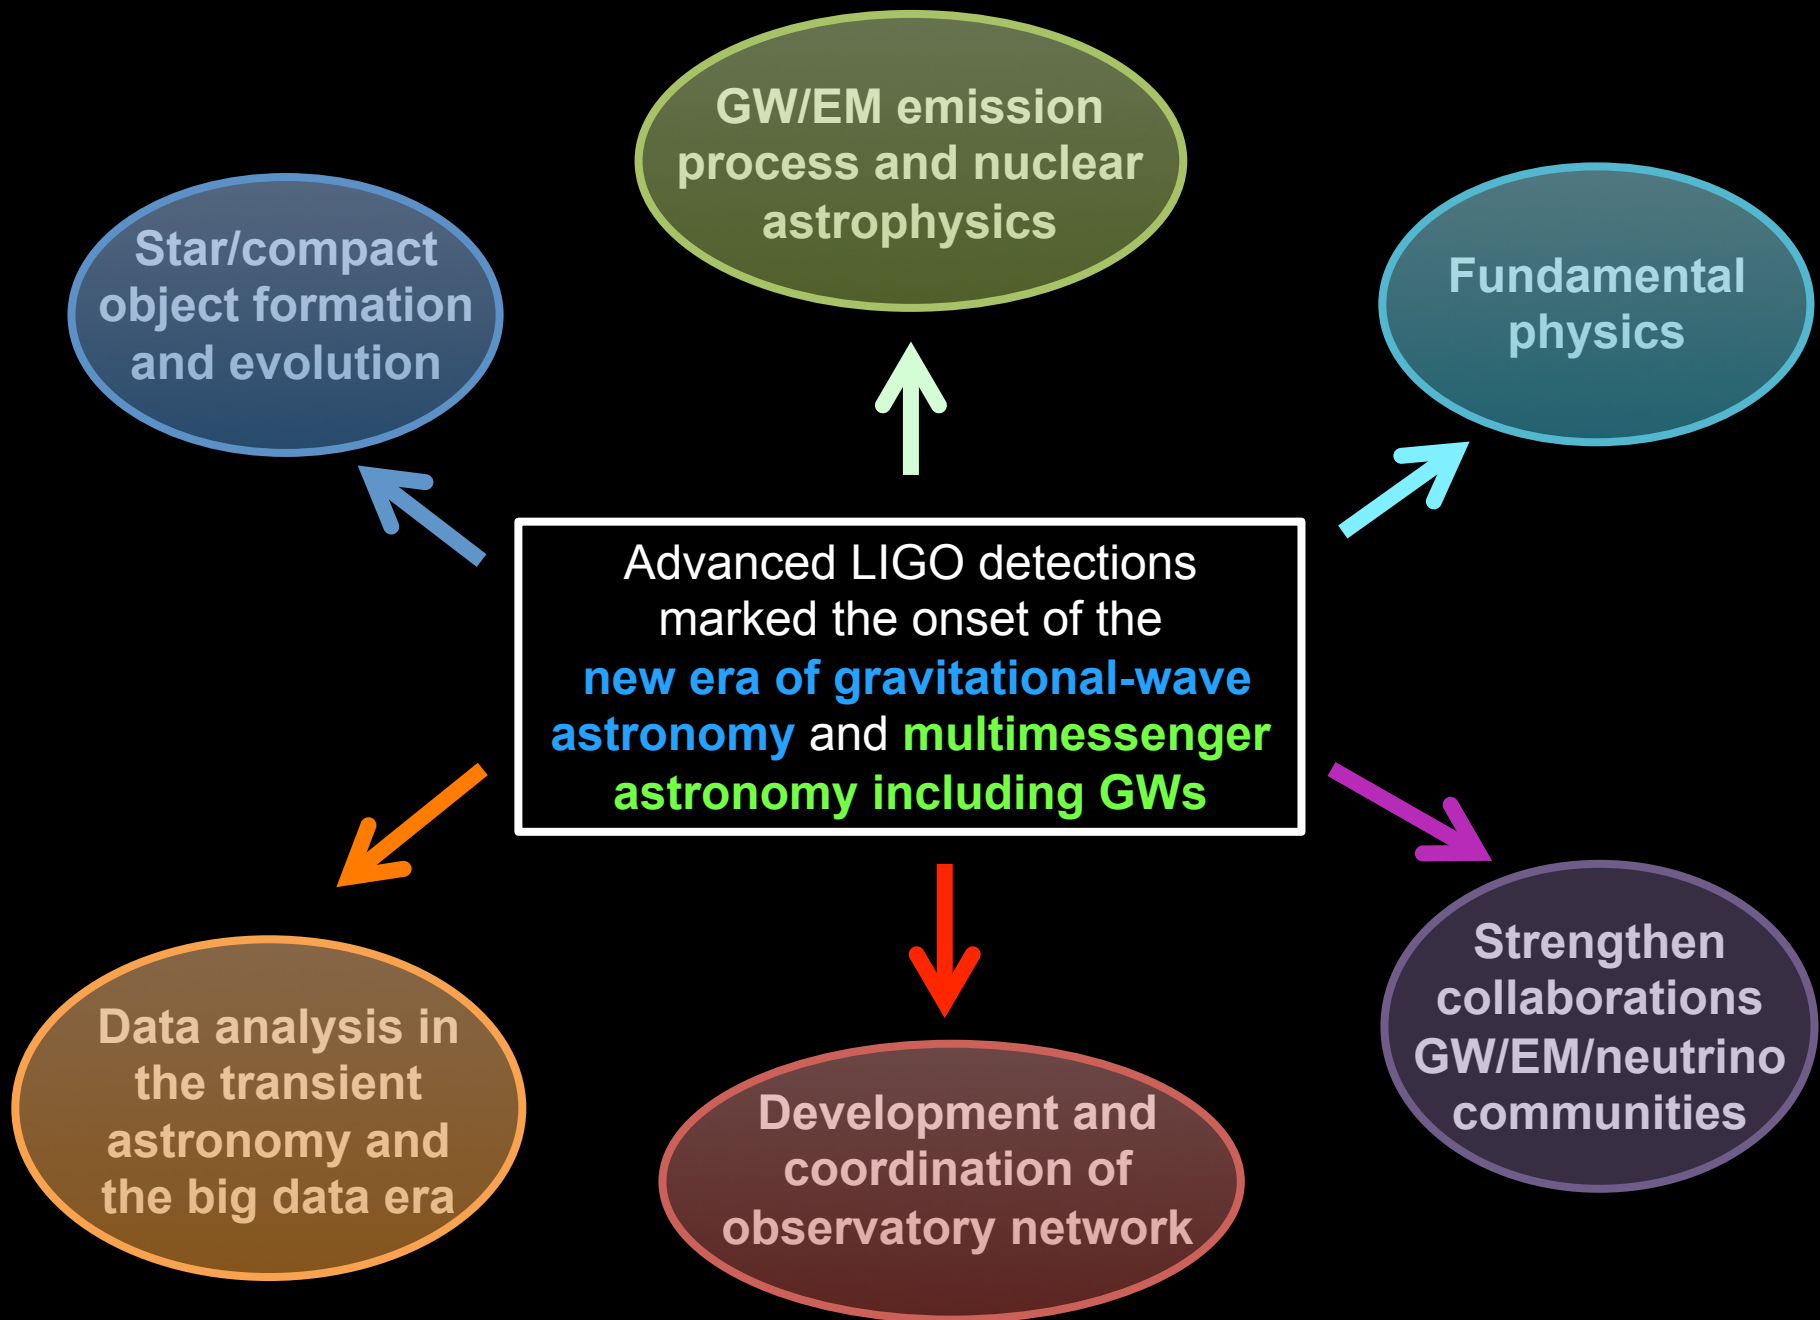 GW/EM emission
process and nuclear
astrophysics
Star/compact
object formation
and evolution
Fundamental
physics
Advanced LIGO detections
marked the onset of the
new era of gravitational-wave
astronomy and multimessenger
astronomy including GWs
Data analysis in
the transient
astronomy and
the big data era
Development and
coordination of
observatory network
Strengthen
collaborations
GW/EM/neutrino
communities